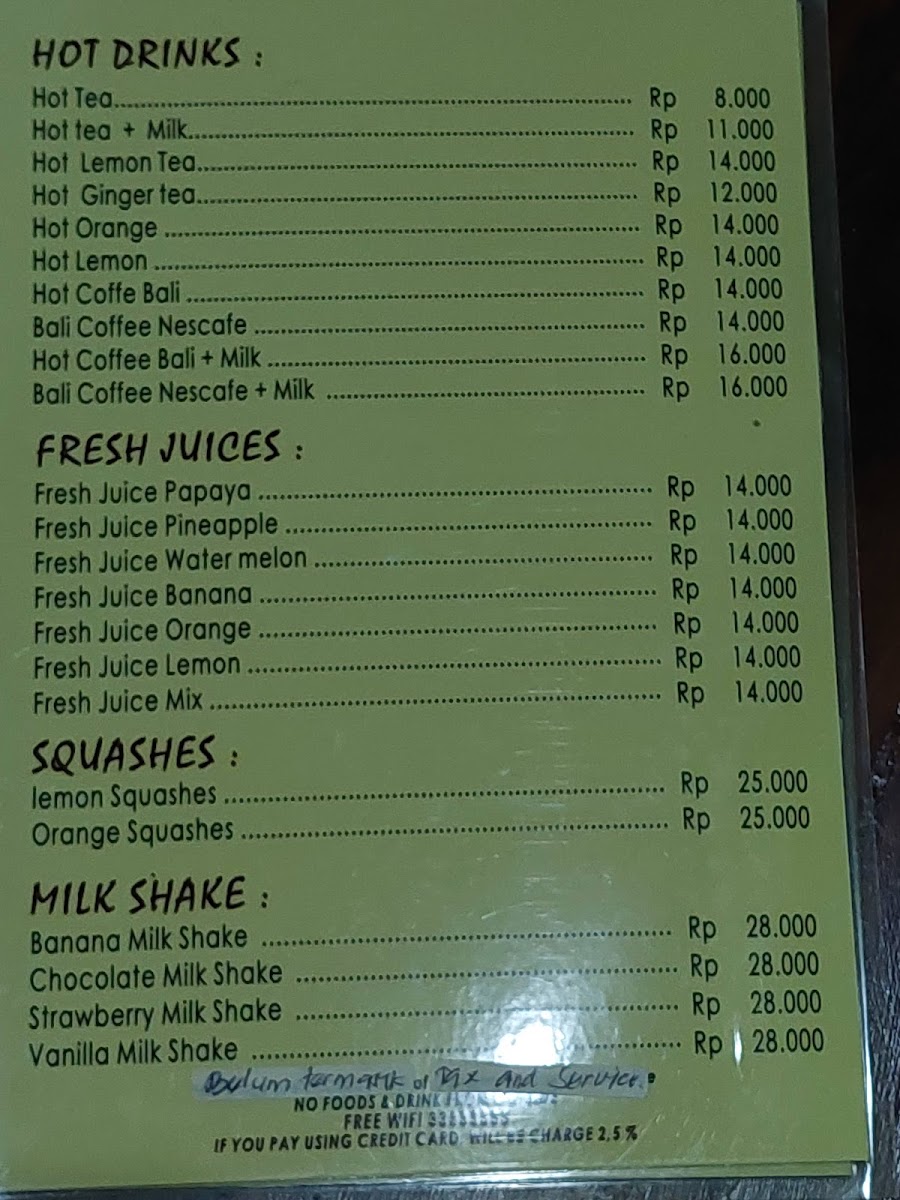 HOT DRINKS :
Hot Tea........ Rp 8.000
Hot tea + Milk........ Rp 11.000
Hot Lemon Tea........ Rp 14.000
Hot Ginger tea........ Rp 12.000
Hot Orange ........ Rp 14.000
Hot Lemon ........ Rp 14.000
Hot Coffe Bali ........ Rp 14.000
Bali Coffee Nescafe ........ Rp 14.000
Hot Coffee Bali + Milk ........ Rp 16.000
Bali Coffee Nescafe + Milk ........ Rp 16.000
FRESH JUICES :
Fresh Juice Papaya ........ Rp 14.000
Fresh Juice Pineapple ........ Rp 14.000
Fresh Juice Water melon ........ Rp 14.000
Fresh Juice Banana ........ Rp 14.000
Fresh Juice Orange ........ Rp 14.000
Fresh Juice Lemon ........ Rp 14.000
Fresh Juice Mix ........ Rp 14.000
SQUASHES :
lemon Squashes ........ Rp 25.000
Orange Squashes ........ Rp 25.000
MILK SHAKE :
Banana Milk Shake ........ Rp 28.000
Chocolate Milk Shake ........ Rp 28.000
Strawberry Milk Shake ........ Rp 28.000
Vanilla Milk Shake ........ Rp 28.000
termasuk of Tax and Service
NO FOODS & DRINK
FREE WIFI
IF YOU PAY USING CREDIT CARD WILL BE CHARGE 2,5 %